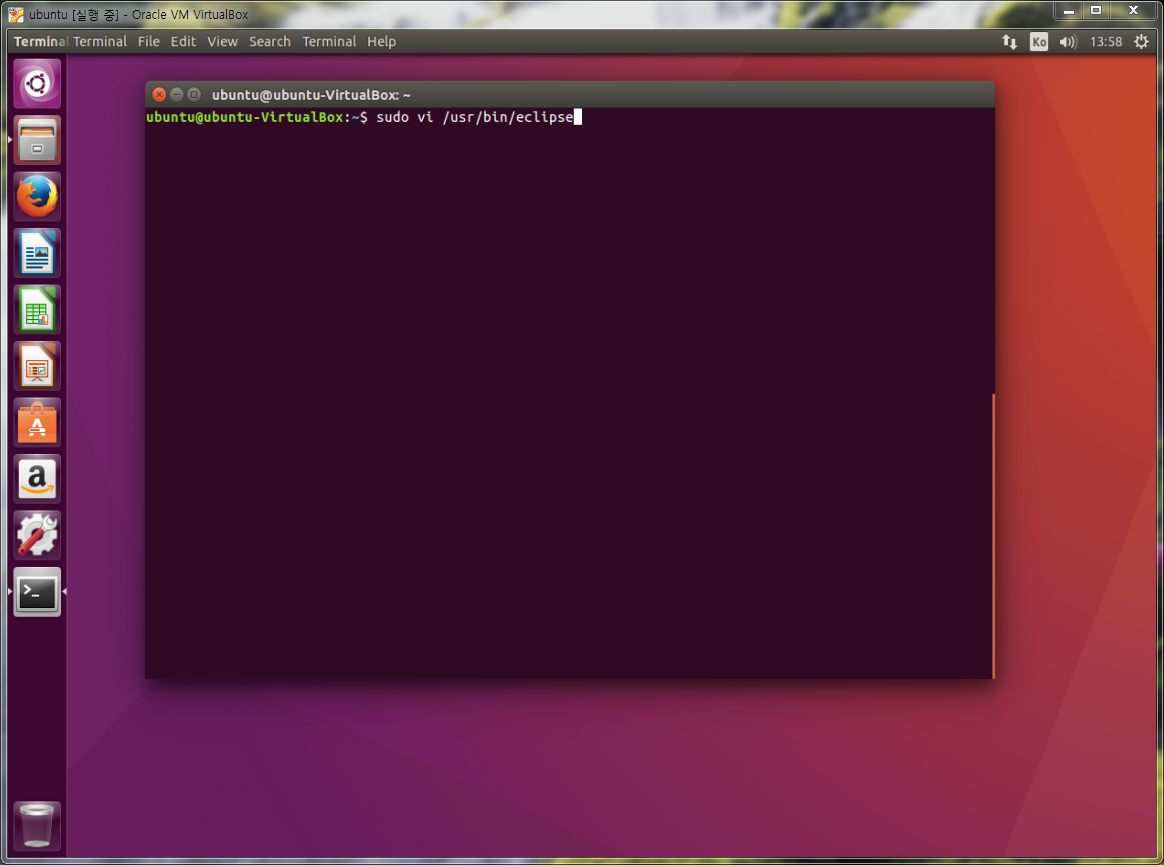 ubuntu [실행 중] - Oracle VM VirtualBox
Terminal Terminal File Edit View Search Terminal Help Ko 13:58
ubuntu@ubuntu-VirtualBox: ~
ubuntu@ubuntu-VirtualBox:~$ sudo vi /usr/bin/eclipse
A
a
>_